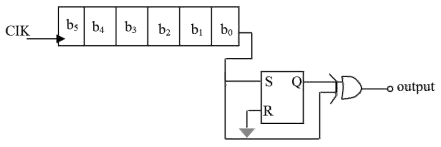 b₅ b₄ b₃ b₂ b₁ b₀
CIK
S Q
output
R